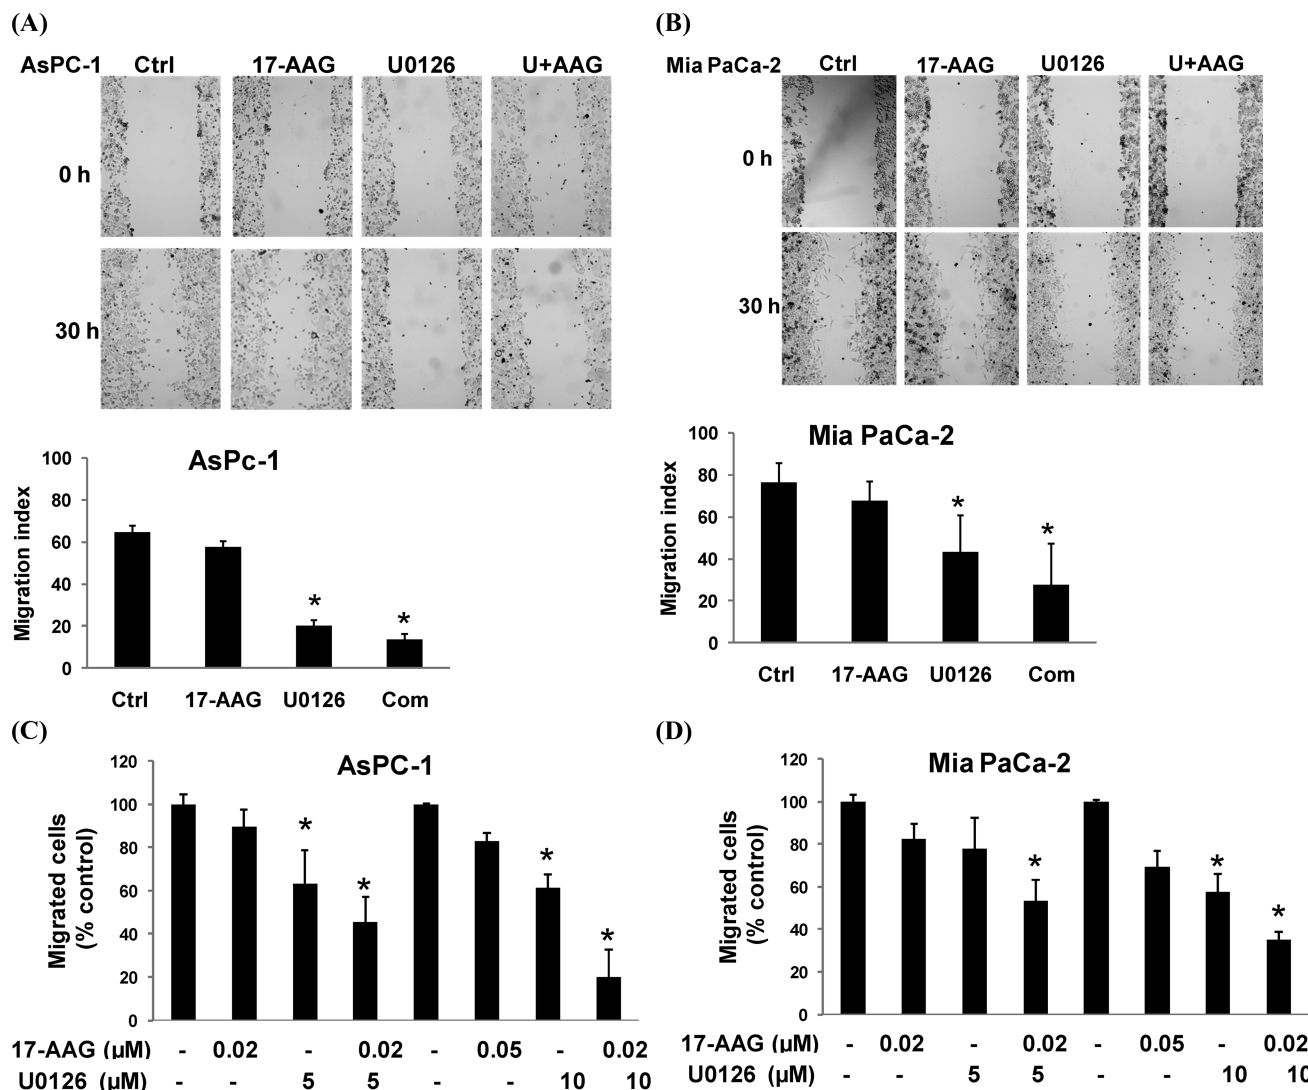 (A)
AsPC-1 Ctrl 17-AAG U0126 U+AAG
0 h
30 h
AsPc-1
Migration index
100
80
60
40
20
0
* *
Ctrl 17-AAG U0126 Com
(B)
Mia PaCa-2 Ctrl 17-AAG U0126 U+AAG
0 h
30 h
Mia PaCa-2
Migration index
100
80
60
40
20
0
* *
Ctrl 17-AAG U0126 Com
(C)
AsPC-1
Migrated cells
(% control)
120
100
80
60
40
20
0
* * * *
17-AAG (µM) - 0.02 - 0.02 - 0.05 - 0.02
U0126 (µM) - - 5 5 - - 10 10
(D)
Mia PaCa-2
Migrated cells
(% control)
120
100
80
60
40
20
0
* * *
17-AAG (µM) - 0.02 - 0.02 - 0.05 - 0.02
U0126 (µM) - - 5 5 - - 10 10